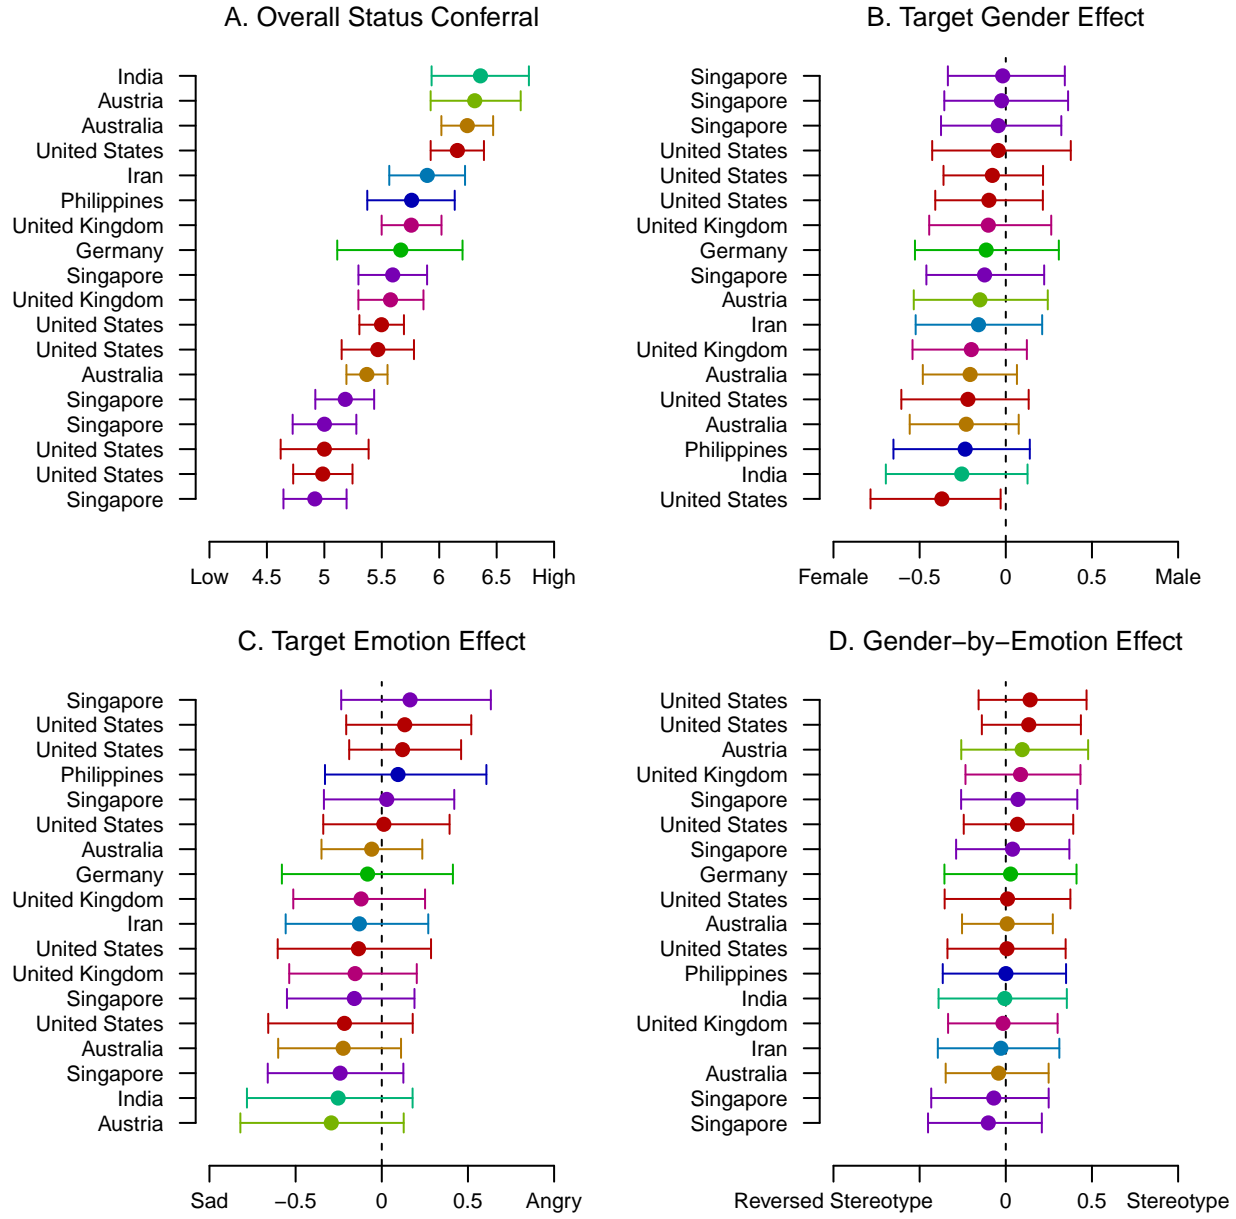 A. Overall Status Conferral
India
Austria
Australia
United States
Iran
Philippines
United Kingdom
Germany
Singapore
United Kingdom
United States
United States
Australia
Singapore
Singapore
United States
United States
Singapore
Low 4.5 5 5.5 6 6.5 High
B. Target Gender Effect
Singapore
Singapore
Singapore
United States
United States
United States
United Kingdom
Germany
Singapore
Austria
Iran
United Kingdom
Australia
United States
Australia
Philippines
India
United States
Female −0.5 0 0.5 Male
C. Target Emotion Effect
Singapore
United States
United States
Philippines
Singapore
United States
Australia
Germany
United Kingdom
Iran
United States
United Kingdom
Singapore
United States
Australia
Singapore
India
Austria
Sad −0.5 0 0.5 Angry
D. Gender−by−Emotion Effect
United States
United States
Austria
United Kingdom
Singapore
United States
Singapore
Germany
United States
Australia
United States
Philippines
India
United Kingdom
Iran
Australia
Singapore
Singapore
Reversed Stereotype 0 0.5 Stereotype